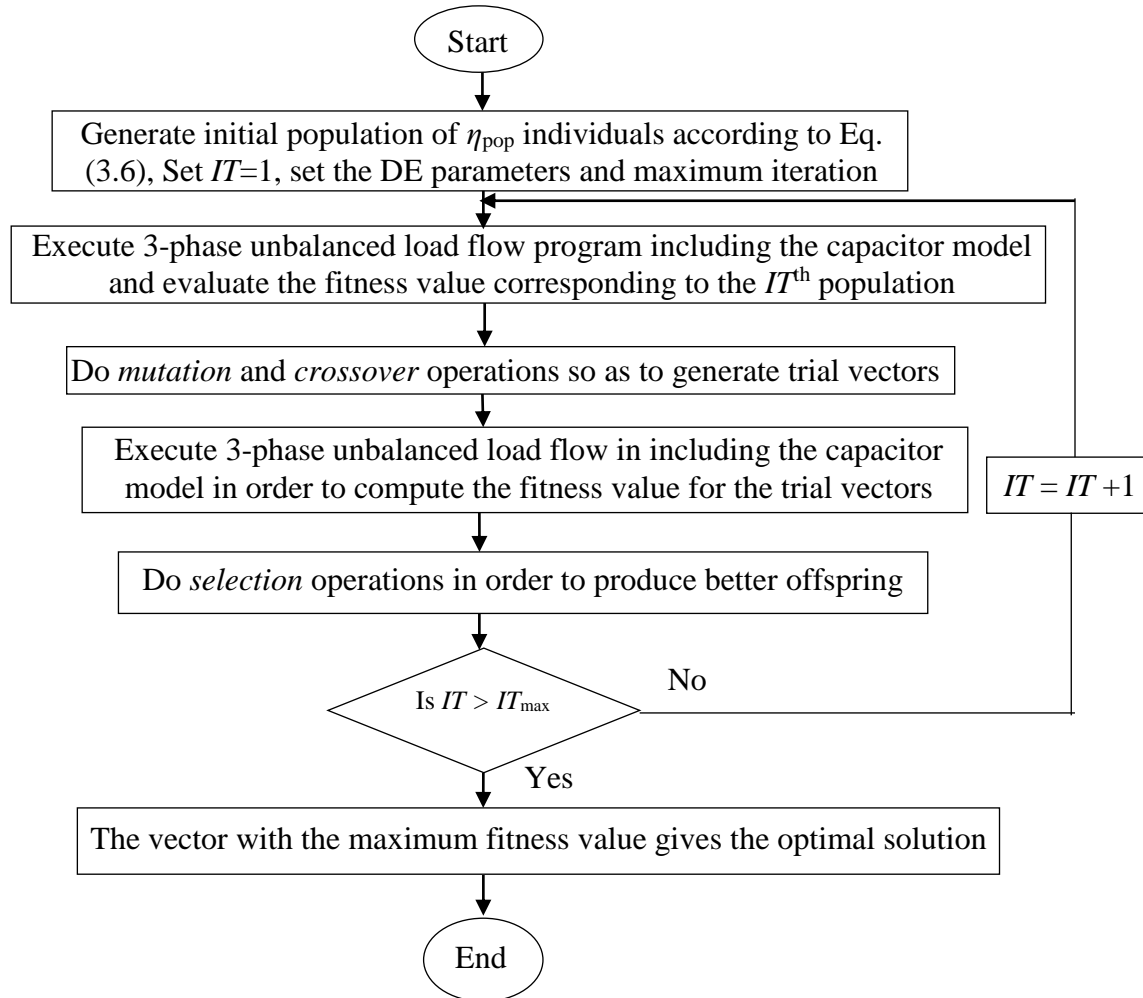 Start
Generate initial population of ηpop individuals according to Eq.
(3.6), Set IT=1, set the DE parameters and maximum iteration
Execute 3-phase unbalanced load flow program including the capacitor model
and evaluate the fitness value corresponding to the ITth population
Do mutation and crossover operations so as to generate trial vectors
Execute 3-phase unbalanced load flow in including the capacitor
model in order to compute the fitness value for the trial vectors
IT = IT +1
Do selection operations in order to produce better offspring
Is IT > ITmax
No
Yes
The vector with the maximum fitness value gives the optimal solution
End